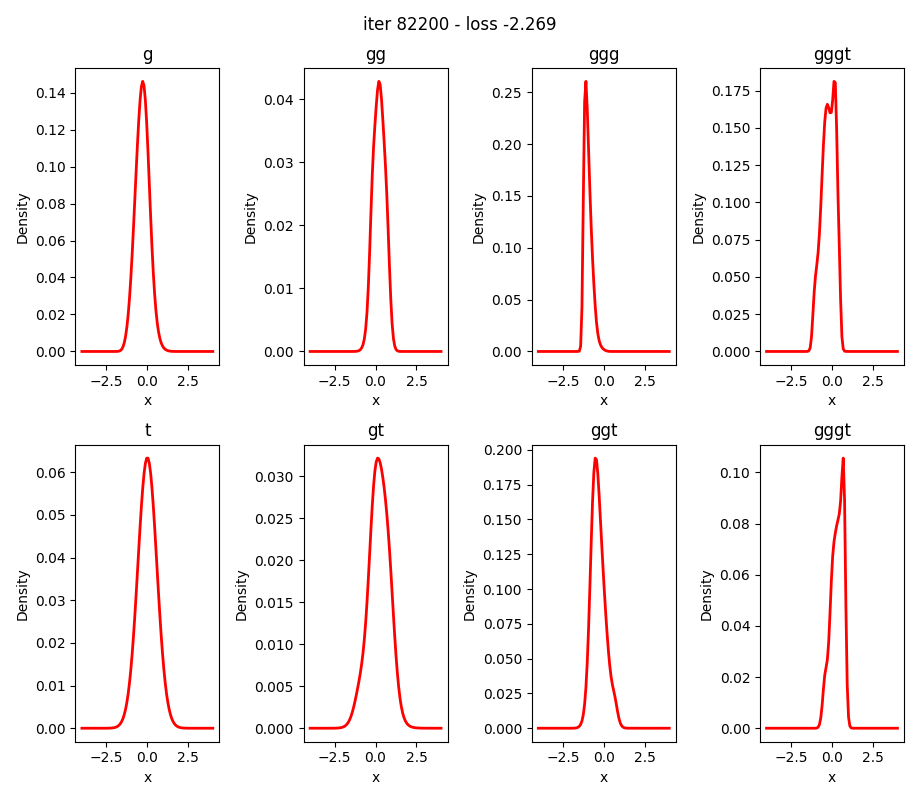 iter 82200 - loss -2.269
g
gg
ggg
gggt
0.14
0.12
0.10
0.08
0.06
0.04
0.02
0.00
Density
−2.5 0.0 2.5
x
0.04
0.03
0.02
0.01
0.00
Density
−2.5 0.0 2.5
x
0.25
0.20
0.15
0.10
0.05
0.00
Density
−2.5 0.0 2.5
x
0.175
0.150
0.125
0.100
0.075
0.050
0.025
0.000
Density
−2.5 0.0 2.5
x
t
gt
ggt
gggt
0.06
0.05
0.04
0.03
0.02
0.01
0.00
Density
−2.5 0.0 2.5
x
0.030
0.025
0.020
0.015
0.010
0.005
0.000
Density
−2.5 0.0 2.5
x
0.200
0.175
0.150
0.125
0.100
0.075
0.050
0.025
0.000
Density
−2.5 0.0 2.5
x
0.10
0.08
0.06
0.04
0.02
0.00
Density
−2.5 0.0 2.5
x